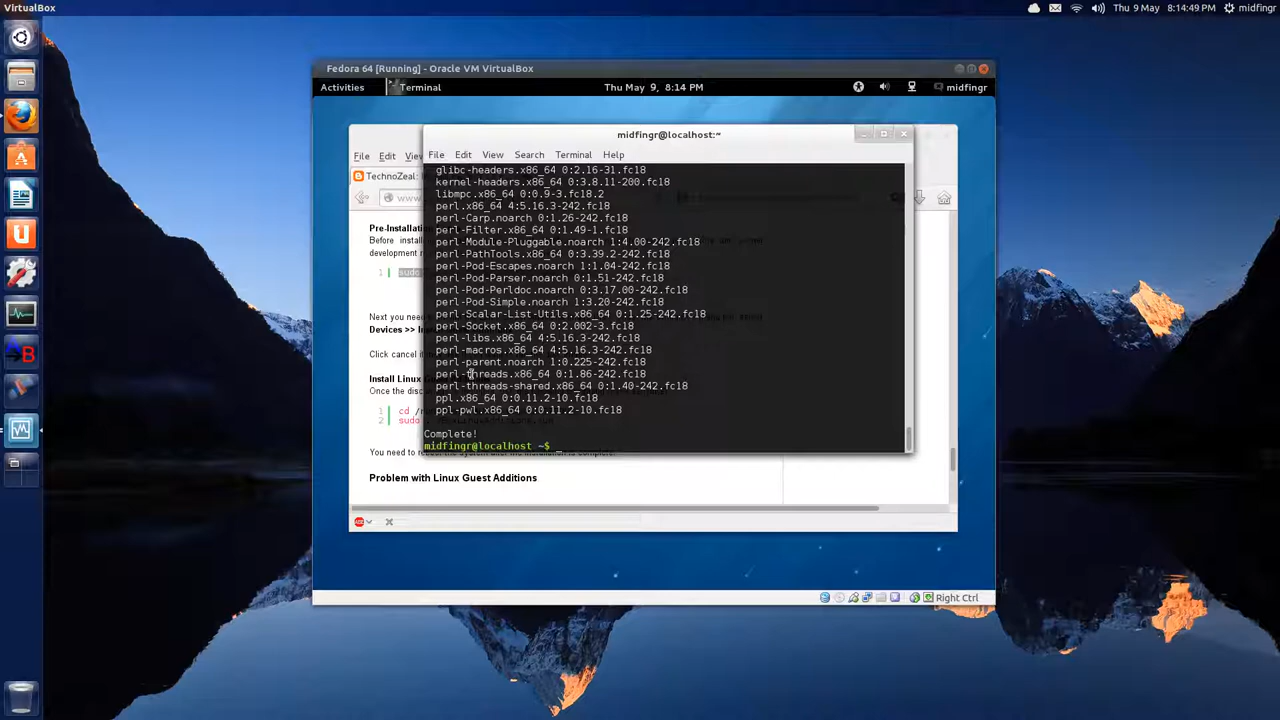 VirtualBox
Thu 9 May 8:14:49 PM midfingr
Fedora 64 [Running] - Oracle VM VirtualBox
Activities Terminal Thu May 9, 8:14 PM midfingr
midfingr@localhost:~
File Edit View Search Terminal Help
File Edit View
TechnoZeal:
www
glibc-headers.x86_64 0:2.16-31.fc18
kernel-headers.x86_64 0:3.8.11-200.fc18
libmpc.x86_64 0:0.9-3.fc18.2
perl.x86_64 4:5.16.3-242.fc18
perl-Carp.noarch 0:1.26-242.fc18
perl-Filter.x86_64 0:1.49-1.fc18
perl-Module-Pluggable.noarch 1:4.00-242.fc18
perl-PathTools.x86_64 0:3.39.2-242.fc18
perl-Pod-Escapes.noarch 1:1.04-242.fc18
perl-Pod-Parser.noarch 0:1.51-242.fc18
perl-Pod-Perldoc.noarch 0:3.17.00-242.fc18
perl-Pod-Simple.noarch 1:3.20-242.fc18
perl-Scalar-List-Utils.x86_64 0:1.25-242.fc18
perl-Socket.x86_64 0:2.002-3.fc18
perl-libs.x86_64 4:5.16.3-242.fc18
perl-macros.x86_64 4:5.16.3-242.fc18
perl-parent.noarch 1:0.225-242.fc18
perl-threads.x86_64 0:1.86-242.fc18
perl-threads-shared.x86_64 0:1.40-242.fc18
ppl.x86_64 0:0.11.2-10.fc18
ppl-pwl.x86_64 0:0.11.2-10.fc18
Complete!
midfingr@localhost ~$ _
Pre-Installation
Before instal
development
1 sudo
Next you need
Devices >> Ins
Click cancel i
Install Linux Gu
Once the disc
1 cd /ru
2 sudo
You need to
Problem with Linux Guest Additions
Right Ctrl